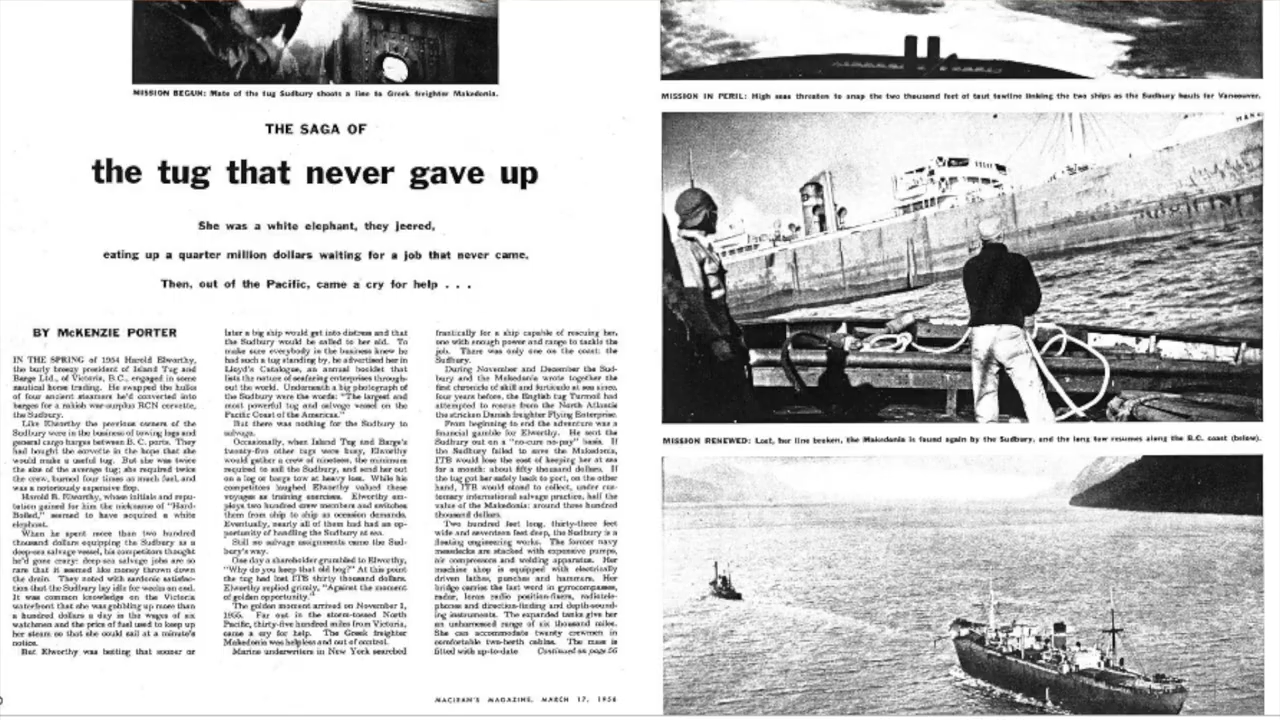 MISSION BEGUN: Mate of the tug Sudbury shoots a line to Greek freighter Makedonia.
THE SAGA OF
the tug that never gave up
She was a white elephant, they jeered,
eating up a quarter million dollars waiting for a job that never came.
Then, out of the Pacific, came a cry for help . . .
BY McKENZIE PORTER
IN THE SPRING of 1954 Harold Elworthy,
the burly breezy president of Island Tug and
Barge Ltd., of Victoria, B.C., engaged in some
nautical horse trading. He swapped the hulks
of four ancient steamers he'd converted into
barges for a rakish war-surplus RCN corvette,
the Sudbury.
Like Elworthy the previous owners of the
Sudbury were in the business of towing logs and
general cargo barges between B. C. ports. They
had bought the corvette in the hope that she
would make a useful tug. But she was twice
the size of the average tug; she required twice
the crew, burned four times as much fuel, and
was a notoriously expensive flop.
Harold B. Elworthy, whose initials and repu-
tation gained for him the nickname of "Hard-
Boiled," seemed to have acquired a white
elephant.
When he spent more than two hundred
thousand dollars equipping the Sudbury as a
deep-sea salvage vessel, his competitors thought
he'd gone crazy: deep-sea salvage jobs are so
rare that it seemed like money thrown down
the drain. They noted with sardonic satisfac-
tion that the Sudbury lay idle for weeks on end.
It was common knowledge on the Victoria
waterfront that she was gobbling up more than
a hundred dollars a day in the wages of six
watchmen and the price of fuel used to keep up
her steam so that she could sail at a minute's
notice.
But Elworthy was betting that sooner or
later a big ship would get into distress and that
the Sudbury would be called to her aid. To
make sure everybody in the business knew he
had such a tug standing by, he advertised her in
Lloyd's Catalogue, an annual booklet that
lists the nature of seafaring enterprises through-
out the world. Underneath a big photograph of
the Sudbury were the words: "The largest and
most powerful tug and salvage vessel on the
Pacific Coast of the Americas."
But there was nothing for the Sudbury to
salvage.
Occasionally, when Island Tug and Barge's
twenty-five other tugs were busy, Elworthy
would gather a crew of nineteen, the minimum
required to sail the Sudbury, and send her out
on a log or barge tow at heavy loss. While his
competitors laughed Elworthy valued these
voyages as training exercises. Elworthy em-
ploys two hundred crew members and switches
them from ship to ship as occasion demands.
Eventually, nearly all of them had had an op-
portunity of handling the Sudbury at sea.
Still no salvage assignments came the Sud-
bury's way.
One day a shareholder grumbled to Elworthy,
"Why do you keep that old hog?" At this point
the tug had lost ITB thirty thousand dollars.
Elworthy replied grimly, "Against the moment
of golden opportunity."
The golden moment arrived on November 1,
1955. Far out in the storm-tossed North
Pacific, thirty-five hundred miles from Victoria,
came a cry for help. The Greek freighter
Makedonia was helpless and out of control.
Marine underwriters in New York searched
frantically for a ship capable of rescuing her,
one with enough power and range to tackle the
job. There was only one on the coast: the
Sudbury.
During November and December the Sud-
bury and the Makedonia wrote together the
first chronicle of skill and fortitude at sea since,
four years before, the English tug Turmoil had
attempted to rescue from the North Atlantic
the stricken Danish freighter Flying Enterprise.
From beginning to end the adventure was a
financial gamble for Elworthy. He sent the
Sudbury out on a "no-cure no-pay" basis. If
the Sudbury failed to save the Makedonia,
ITB would lose the cost of keeping her at sea
for a month: about fifty thousand dollars. If
the tug got her safely back to port, on the other
hand, ITB would stand to collect, under cus-
tomary international salvage practice, half the
value of the Makedonia: around three hundred
thousand dollars.
Two hundred feet long, thirty-three feet
wide and seventeen feet deep, the Sudbury is a
floating engineering works. The former navy
messdecks are stacked with expensive pumps,
air compressors and welding apparatus. Her
machine shop is equipped with electrically
driven lathes, punches and hammers. Her
bridge carries the last word in gyrocompasses,
radar, loran radio position-fixers, radiotele-
phones and direction-finding and depth-sound-
ing instruments. The expanded tanks give her
an unharnessed range of six thousand miles.
She can accommodate twenty crewmen in
comfortable two-berth cabins. The mess is
fitted with up-to-date Continued on page 56
MACLEAN'S MAGAZINE, MARCH 17, 1956
MISSION IN PERIL: High seas threaten to snap the two thousand feet of taut towline linking the two ships as the Sudbury hauls for Vancouver.
MISSION RENEWED: Lost, her line broken, the Makedonia is found again by the Sudbury, and the long tow resumes along the B.C. coast (below).